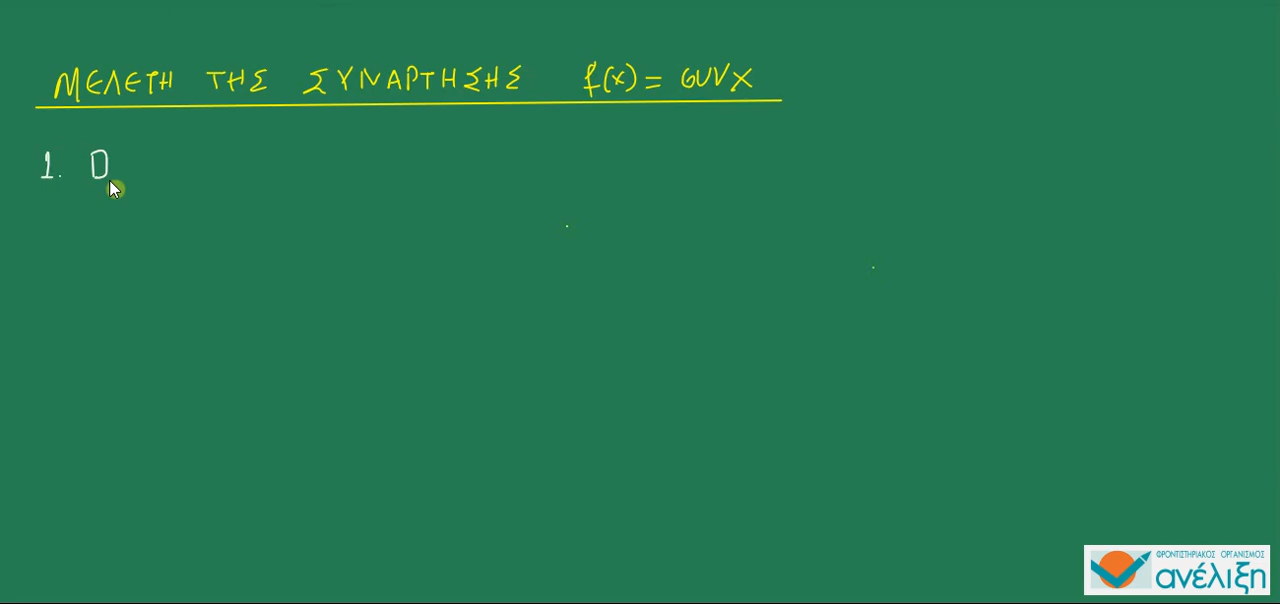 ΜΕΛΕΤΗ ΤΗΣ ΣΥΝΑΡΤΗΣΗΣ f(x) = συνx
1. D
ΦΡΟΝΤΙΣΤΗΡΙΑΚΟΣ ΟΡΓΑΝΙΣΜΟΣ
ανέλιξη